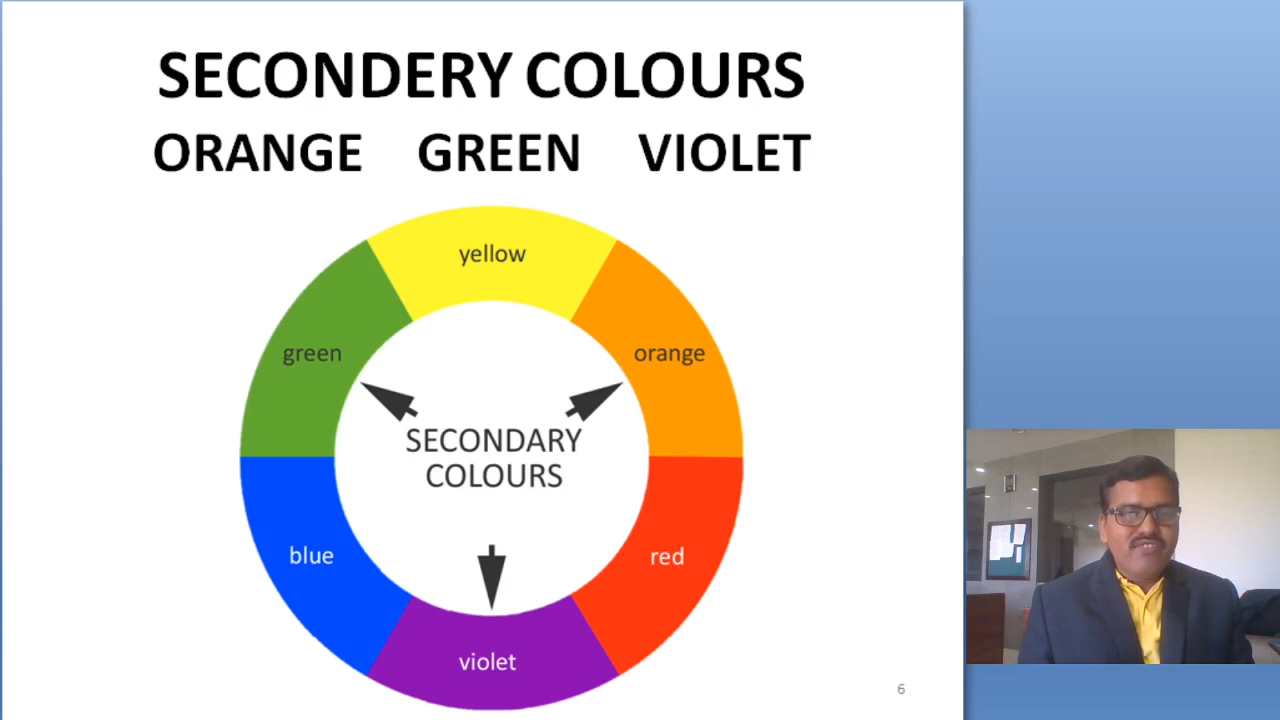 SECONDERY COLOURS
ORANGE GREEN VIOLET
yellow
green
orange
SECONDARY
COLOURS
blue
red
violet
6